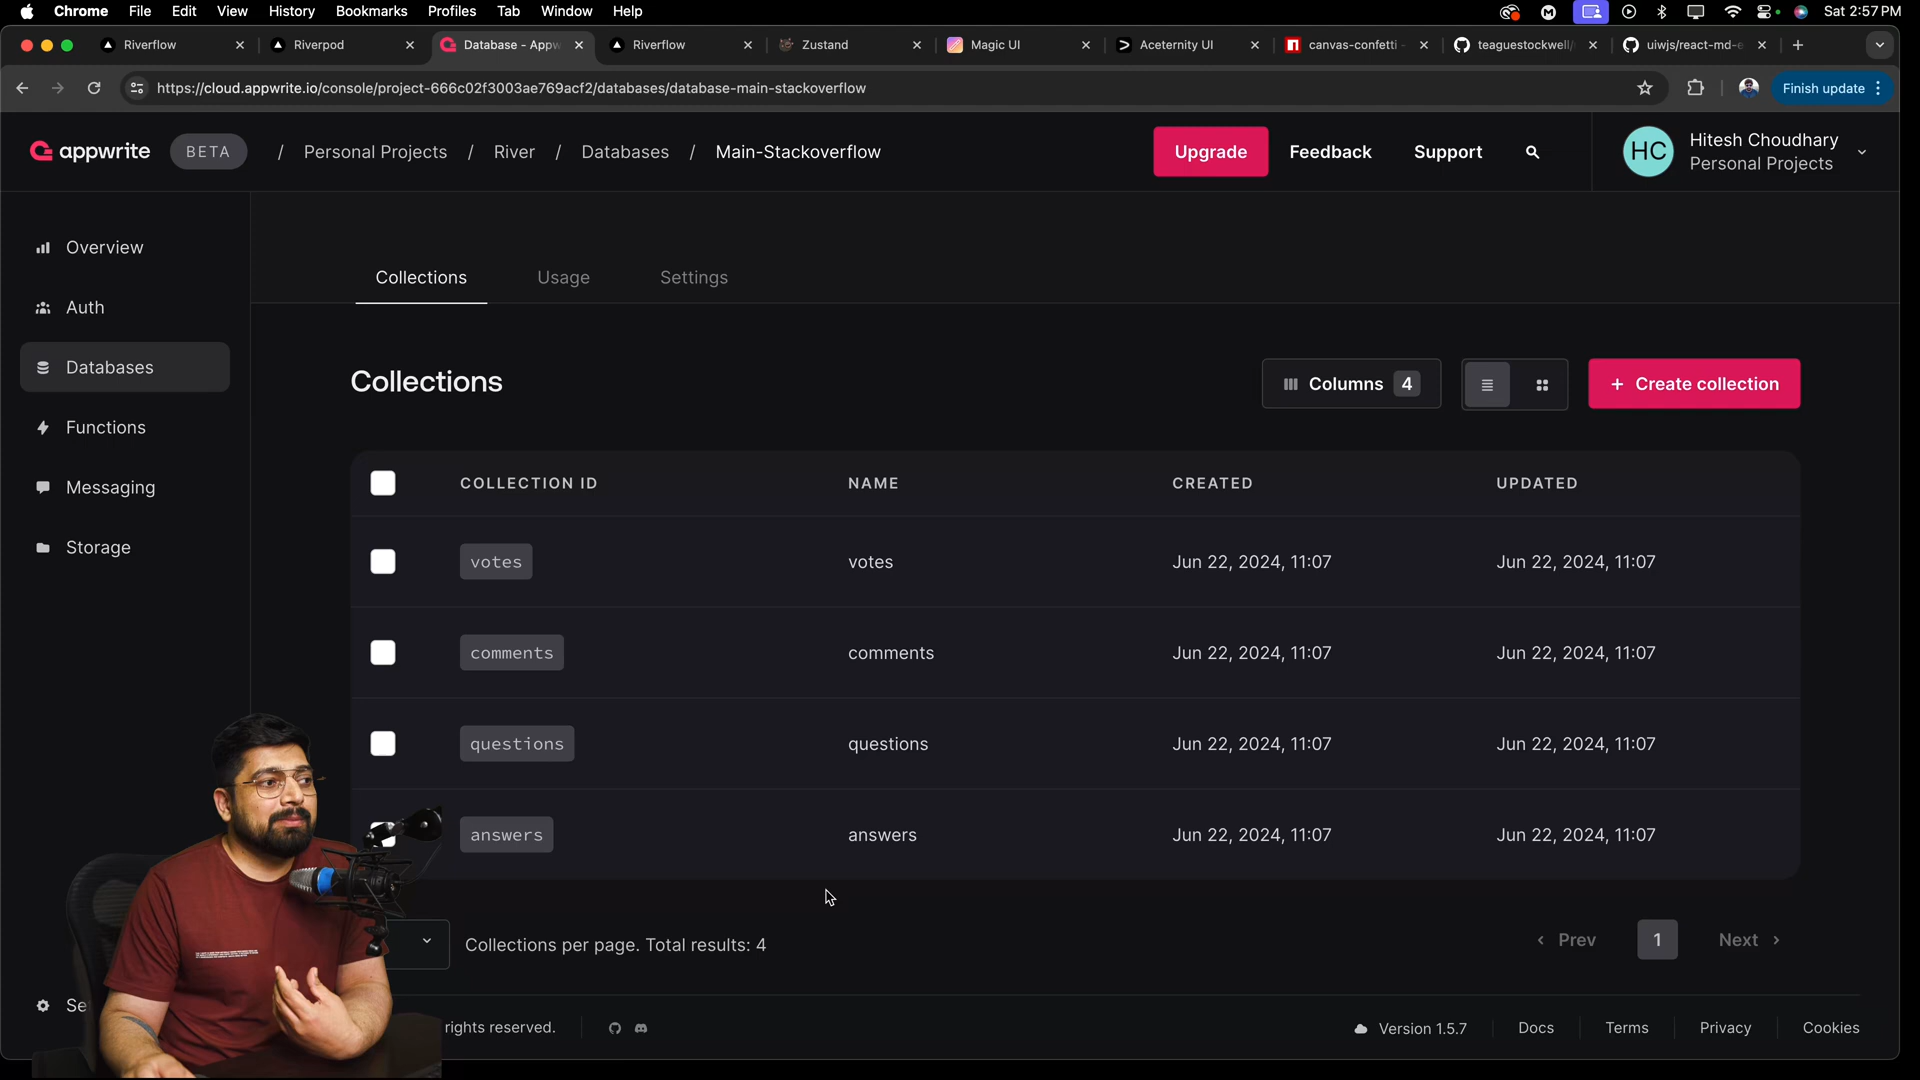 Chrome File Edit View History Bookmarks Profiles Tab Window Help Sat 2:57 PM
Riverflow Riverpod Database - Appw Riverflow Zustand Magic UI Aceternity UI canvas-confetti - teaguestockwell/ uiwjs/react-md-e
https://cloud.appwrite.io/console/project-666c02f3003ae769acf2/databases/database-main-stackoverflow Finish update
appwrite BETA / Personal Projects / River / Databases / Main-Stackoverflow Upgrade Feedback Support HC Hitesh Choudhary
Personal Projects
Overview
Auth
Databases
Functions
Messaging
Storage
Collections Usage Settings
Collections Columns 4 + Create collection
COLLECTION ID NAME CREATED UPDATED
votes votes Jun 22, 2024, 11:07 Jun 22, 2024, 11:07
comments comments Jun 22, 2024, 11:07 Jun 22, 2024, 11:07
questions questions Jun 22, 2024, 11:07 Jun 22, 2024, 11:07
answers answers Jun 22, 2024, 11:07 Jun 22, 2024, 11:07
Collections per page. Total results: 4 Prev 1 Next
Se
rights reserved. Version 1.5.7 Docs Terms Privacy Cookies